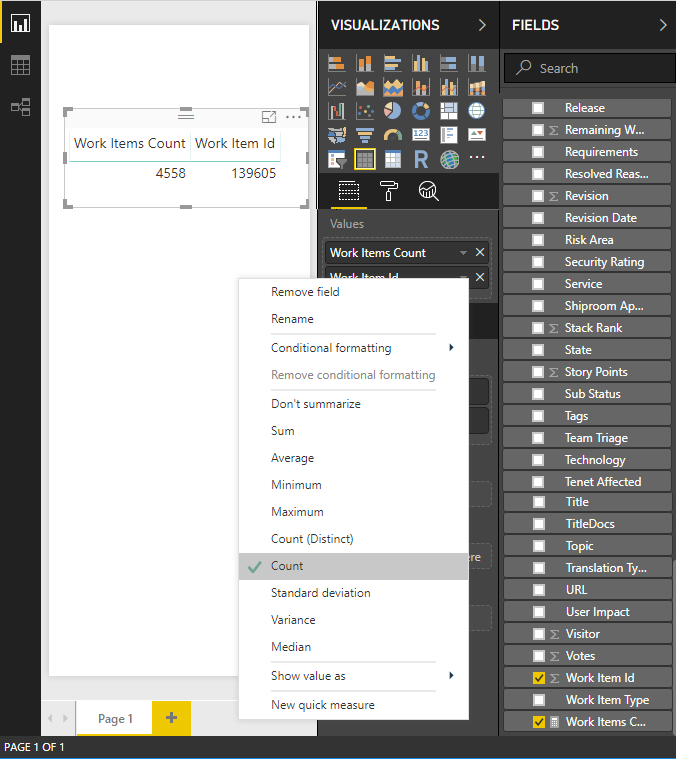 VISUALIZATIONS
FIELDS
Search
Work Items Count Work Item Id
4558 139605
123
R
Values
Work Items Count
Work Item Id
Remove field
Rename
Conditional formatting
Remove conditional formatting
Don't summarize
Sum
Average
Minimum
Maximum
Count (Distinct)
Count
Standard deviation
Variance
Median
Show value as
New quick measure
Release
Remaining W...
Requirements
Resolved Reas...
Revision
Revision Date
Risk Area
Security Rating
Service
Shiproom Ap...
Stack Rank
State
Story Points
Sub Status
Tags
Team Triage
Technology
Tenet Affected
Title
TitleDocs
Topic
Translation Ty...
URL
User Impact
Visitor
Votes
Work Item Id
Work Item Type
Work Items C...
Page 1
PAGE 1 OF 1